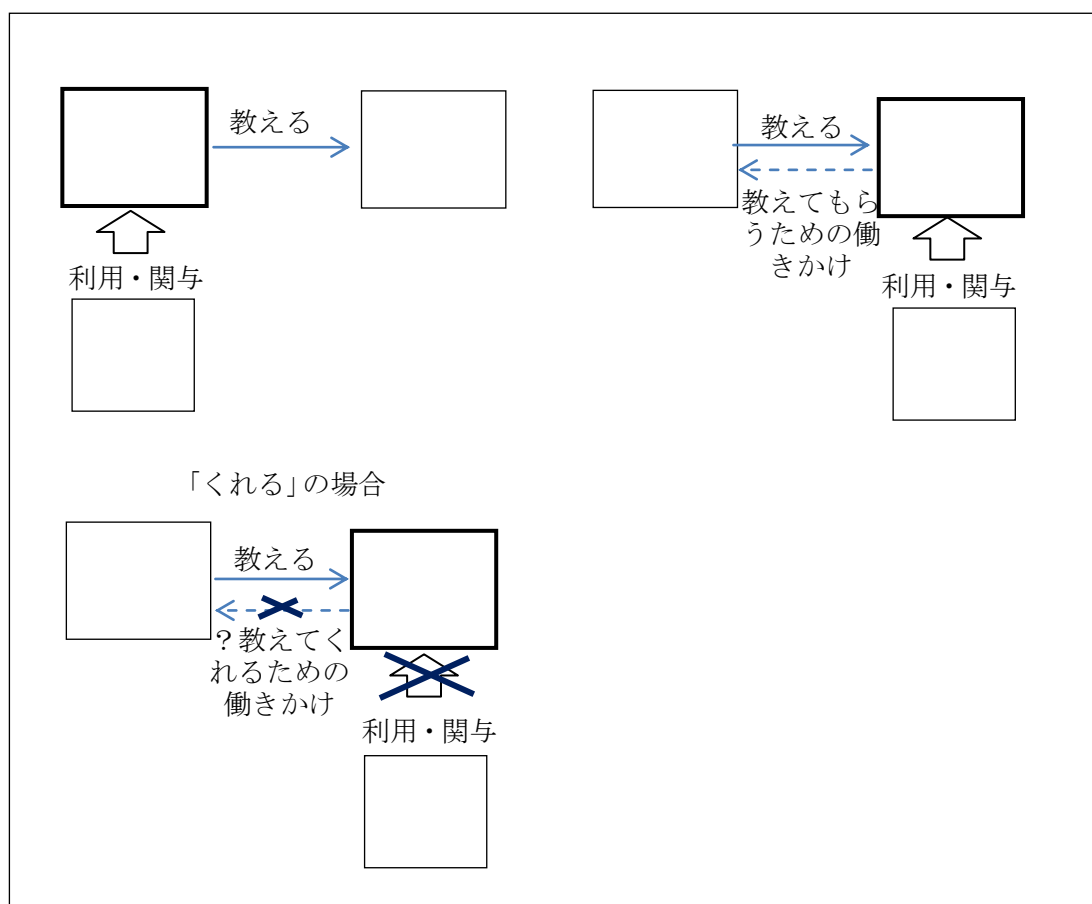 教える
利用・関与
教える
教えてもら
うための働
きかけ
利用・関与
「くれる」の場合
教える
？教えてく
れるための
働きかけ
利用・関与